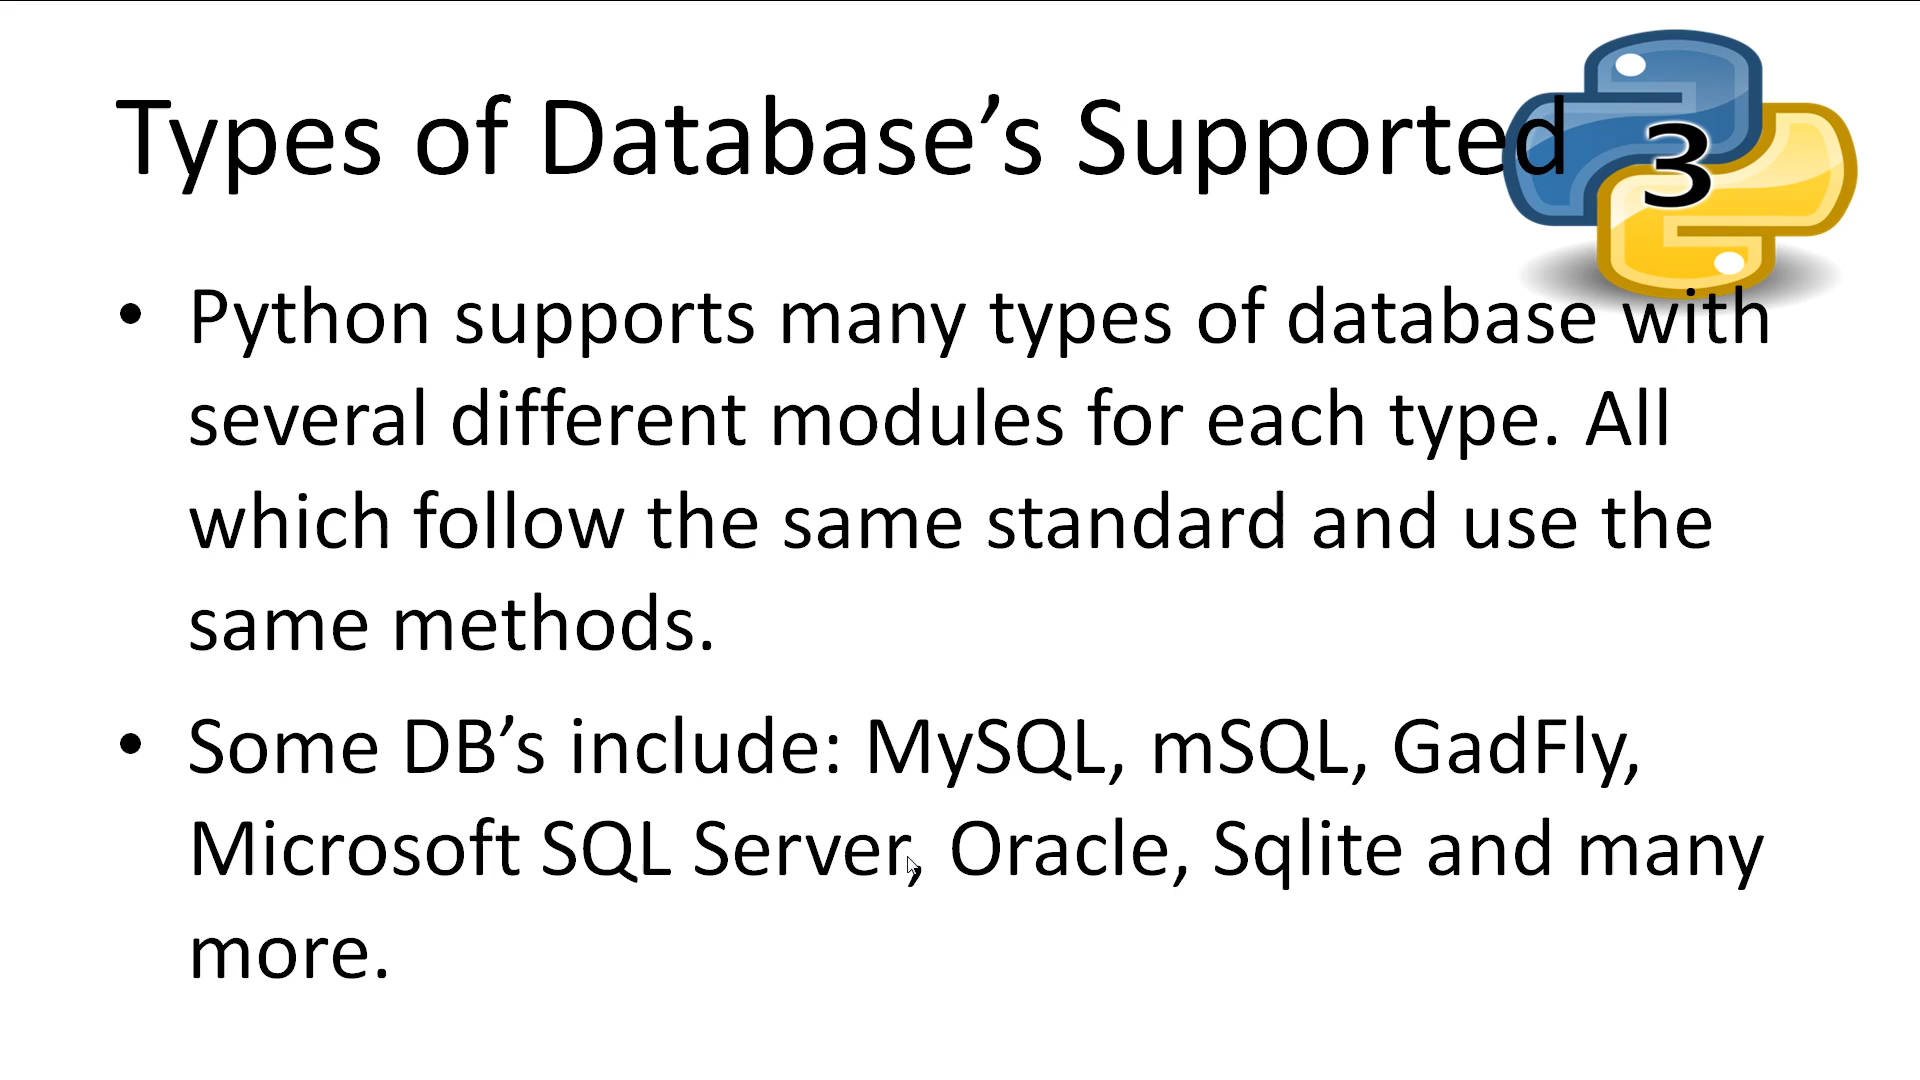 Types of Database’s Supported
3
• Python supports many types of database with
several different modules for each type. All
which follow the same standard and use the
same methods.
• Some DB’s include: MySQL, mSQL, GadFly,
Microsoft SQL Server, Oracle, Sqlite and many
more.